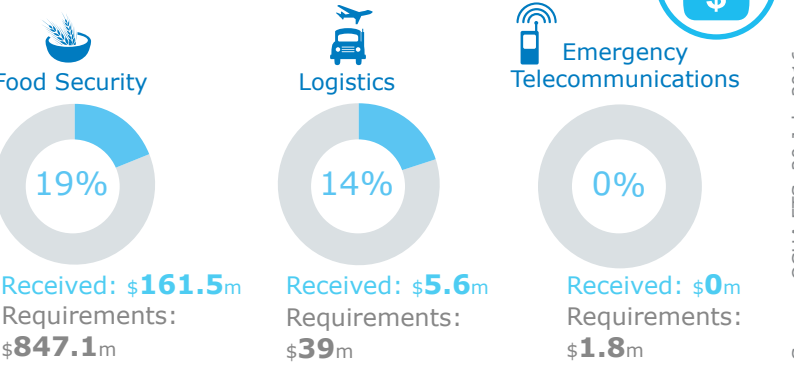 $
Food Security
Logistics
Emergency
Telecommunications
19%
14%
0%
Received: $161.5m
Requirements:
$847.1m
Received: $5.6m
Requirements:
$39m
Received: $0m
Requirements:
$1.8m